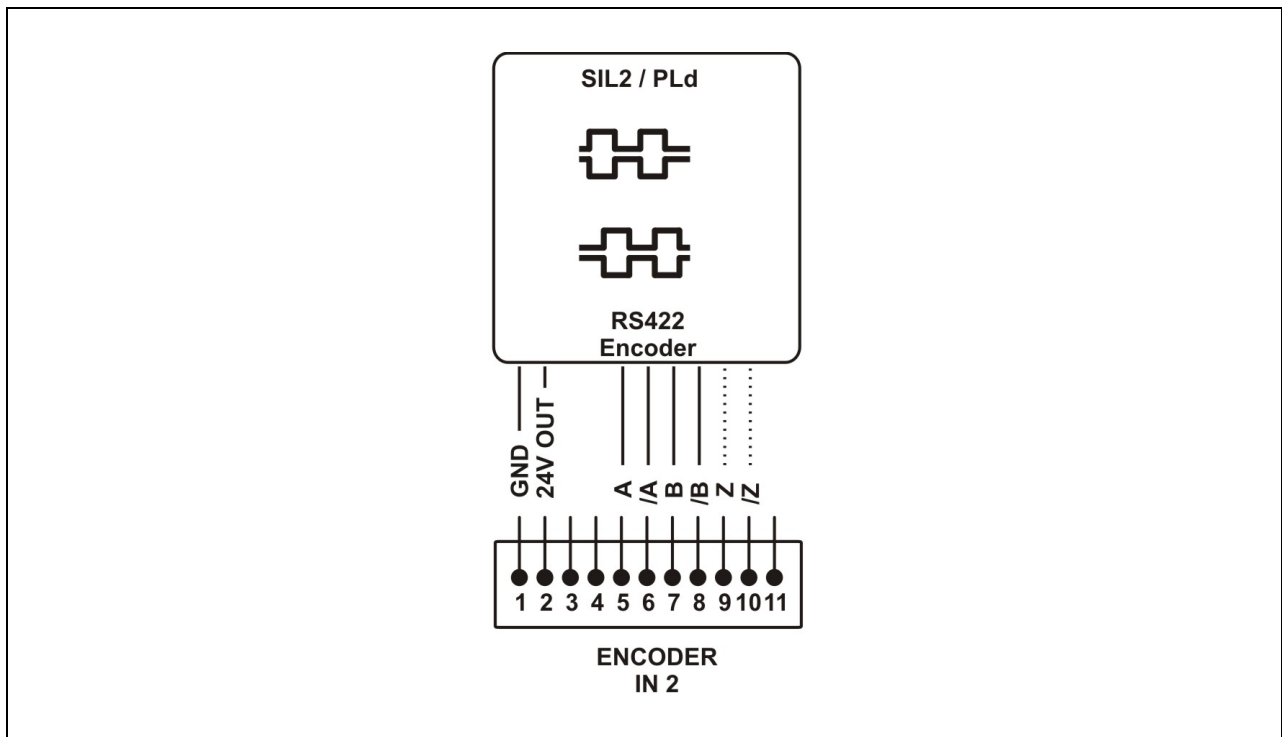 SIL2 / PLd
RS422
Encoder
GND
24V OUT
A
/A
B
/B
Z
/Z
1 2 3 4 5 6 7 8 9 10 11
ENCODER
IN 2